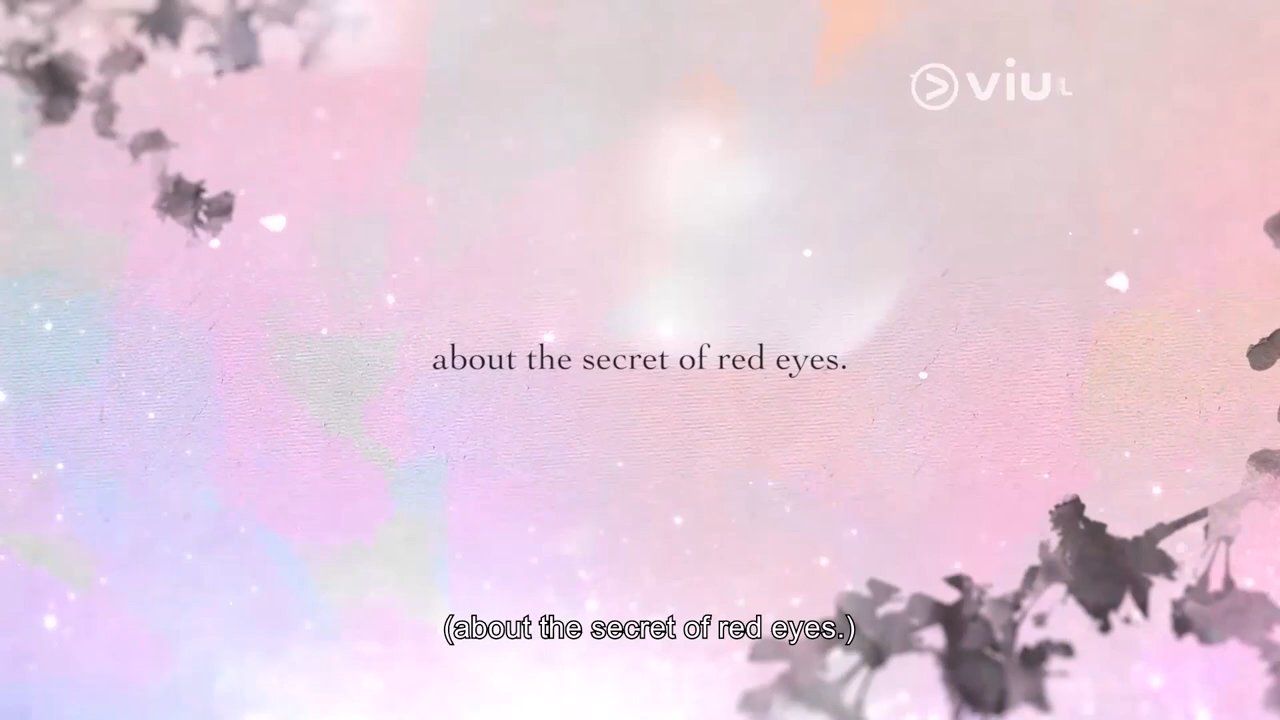 viu
about the secret of red eyes.
(about the secret of red eyes.)